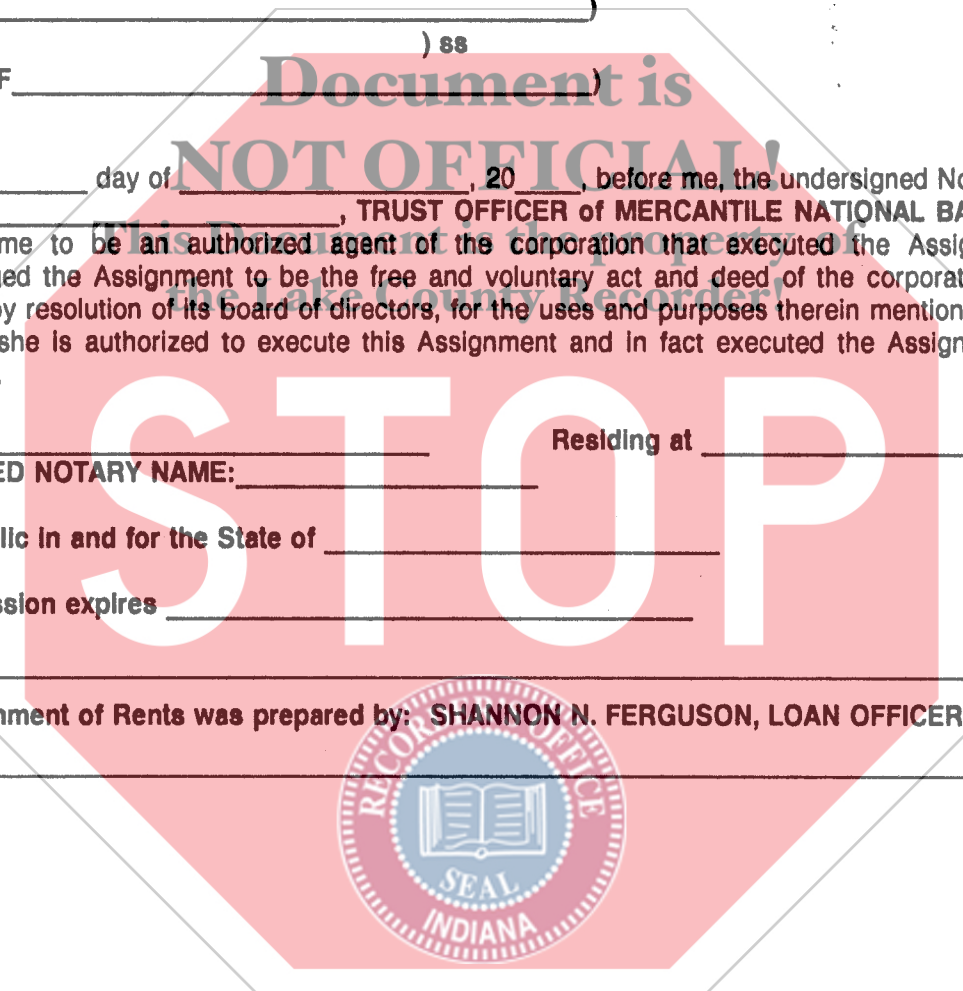 ) ss
Document is
F
)
NOT OFFICIAL!
day of , 20 , before me, the undersigned No
, TRUST OFFICER of MERCANTILE NATIONAL BA
This Document is the property of
me to be an authorized agent of the corporation that executed the Assig
ed the Assignment to be the free and voluntary act and deed of the corporat
the Lake County Recorder!
y resolution of its board of directors, for the uses and purposes therein mention
she is authorized to execute this Assignment and in fact executed the Assign
STOP
Residing at
ED NOTARY NAME:
lic in and for the State of
ssion expires
nment of Rents was prepared by: SHANNON N. FERGUSON, LOAN OFFICER
RECORDER'S OFFICE
SEAL
INDIANA